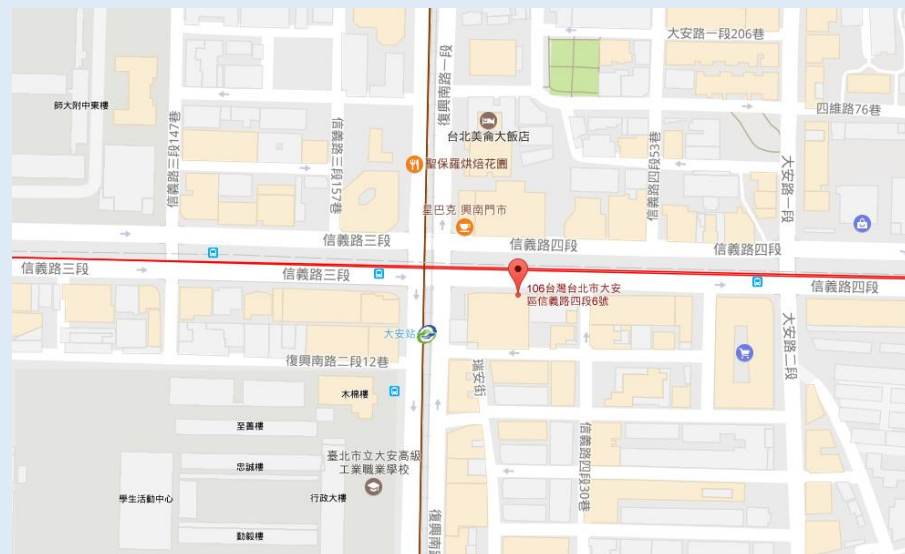 大安路一段206巷
復興南路一段
師大附中東樓
四維路76巷
台北美侖大飯店
信義路三段147巷
信義路三段157巷
信義路四段53巷
大安路一段
聖保羅烘焙花園
星巴克 興南門市
信義路三段
信義路四段
信義路四段
信義路三段
信義路三段
信義路四段
106台灣台北市大安
區信義路四段6號
大安站
大安路二段
復興南路二段12巷
瑞安街
木棉樓
至善樓
信義路四段30巷
臺北市立大安高級
工業職業學校
忠誠樓
學生活動中心
行政大樓
復興南
勤毅樓